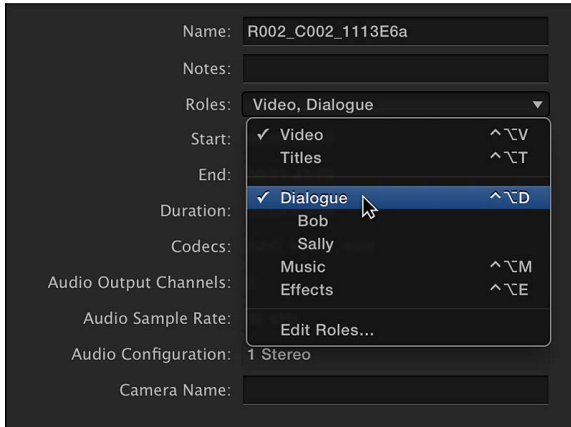 Name: R002_C002_1113E6a
Notes:
Roles: Video, Dialogue
Start:
✓ Video ^⌥V
Titles ^⌥T
End:
✓ Dialogue ^⌥D
Duration:
Bob
Codecs:
Sally
Music ^⌥M
Audio Output Channels:
Effects ^⌥E
Audio Sample Rate:
Edit Roles...
Audio Configuration: 1 Stereo
Camera Name: